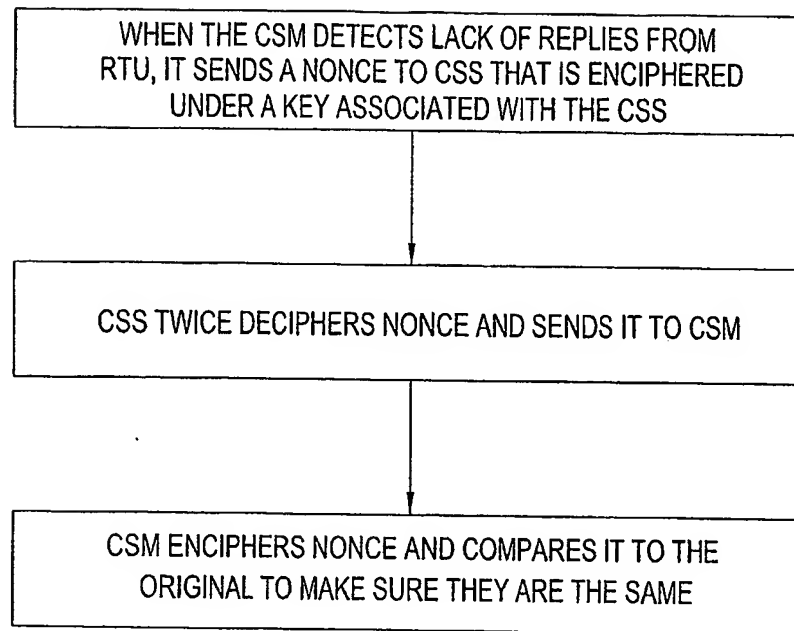 WHEN THE CSM DETECTS LACK OF REPLIES FROM
RTU, IT SENDS A NONCE TO CSS THAT IS ENCIPHERED
UNDER A KEY ASSOCIATED WITH THE CSS
CSS TWICE DECIPHERS NONCE AND SENDS IT TO CSM
CSM ENCIPHERS NONCE AND COMPARES IT TO THE
ORIGINAL TO MAKE SURE THEY ARE THE SAME